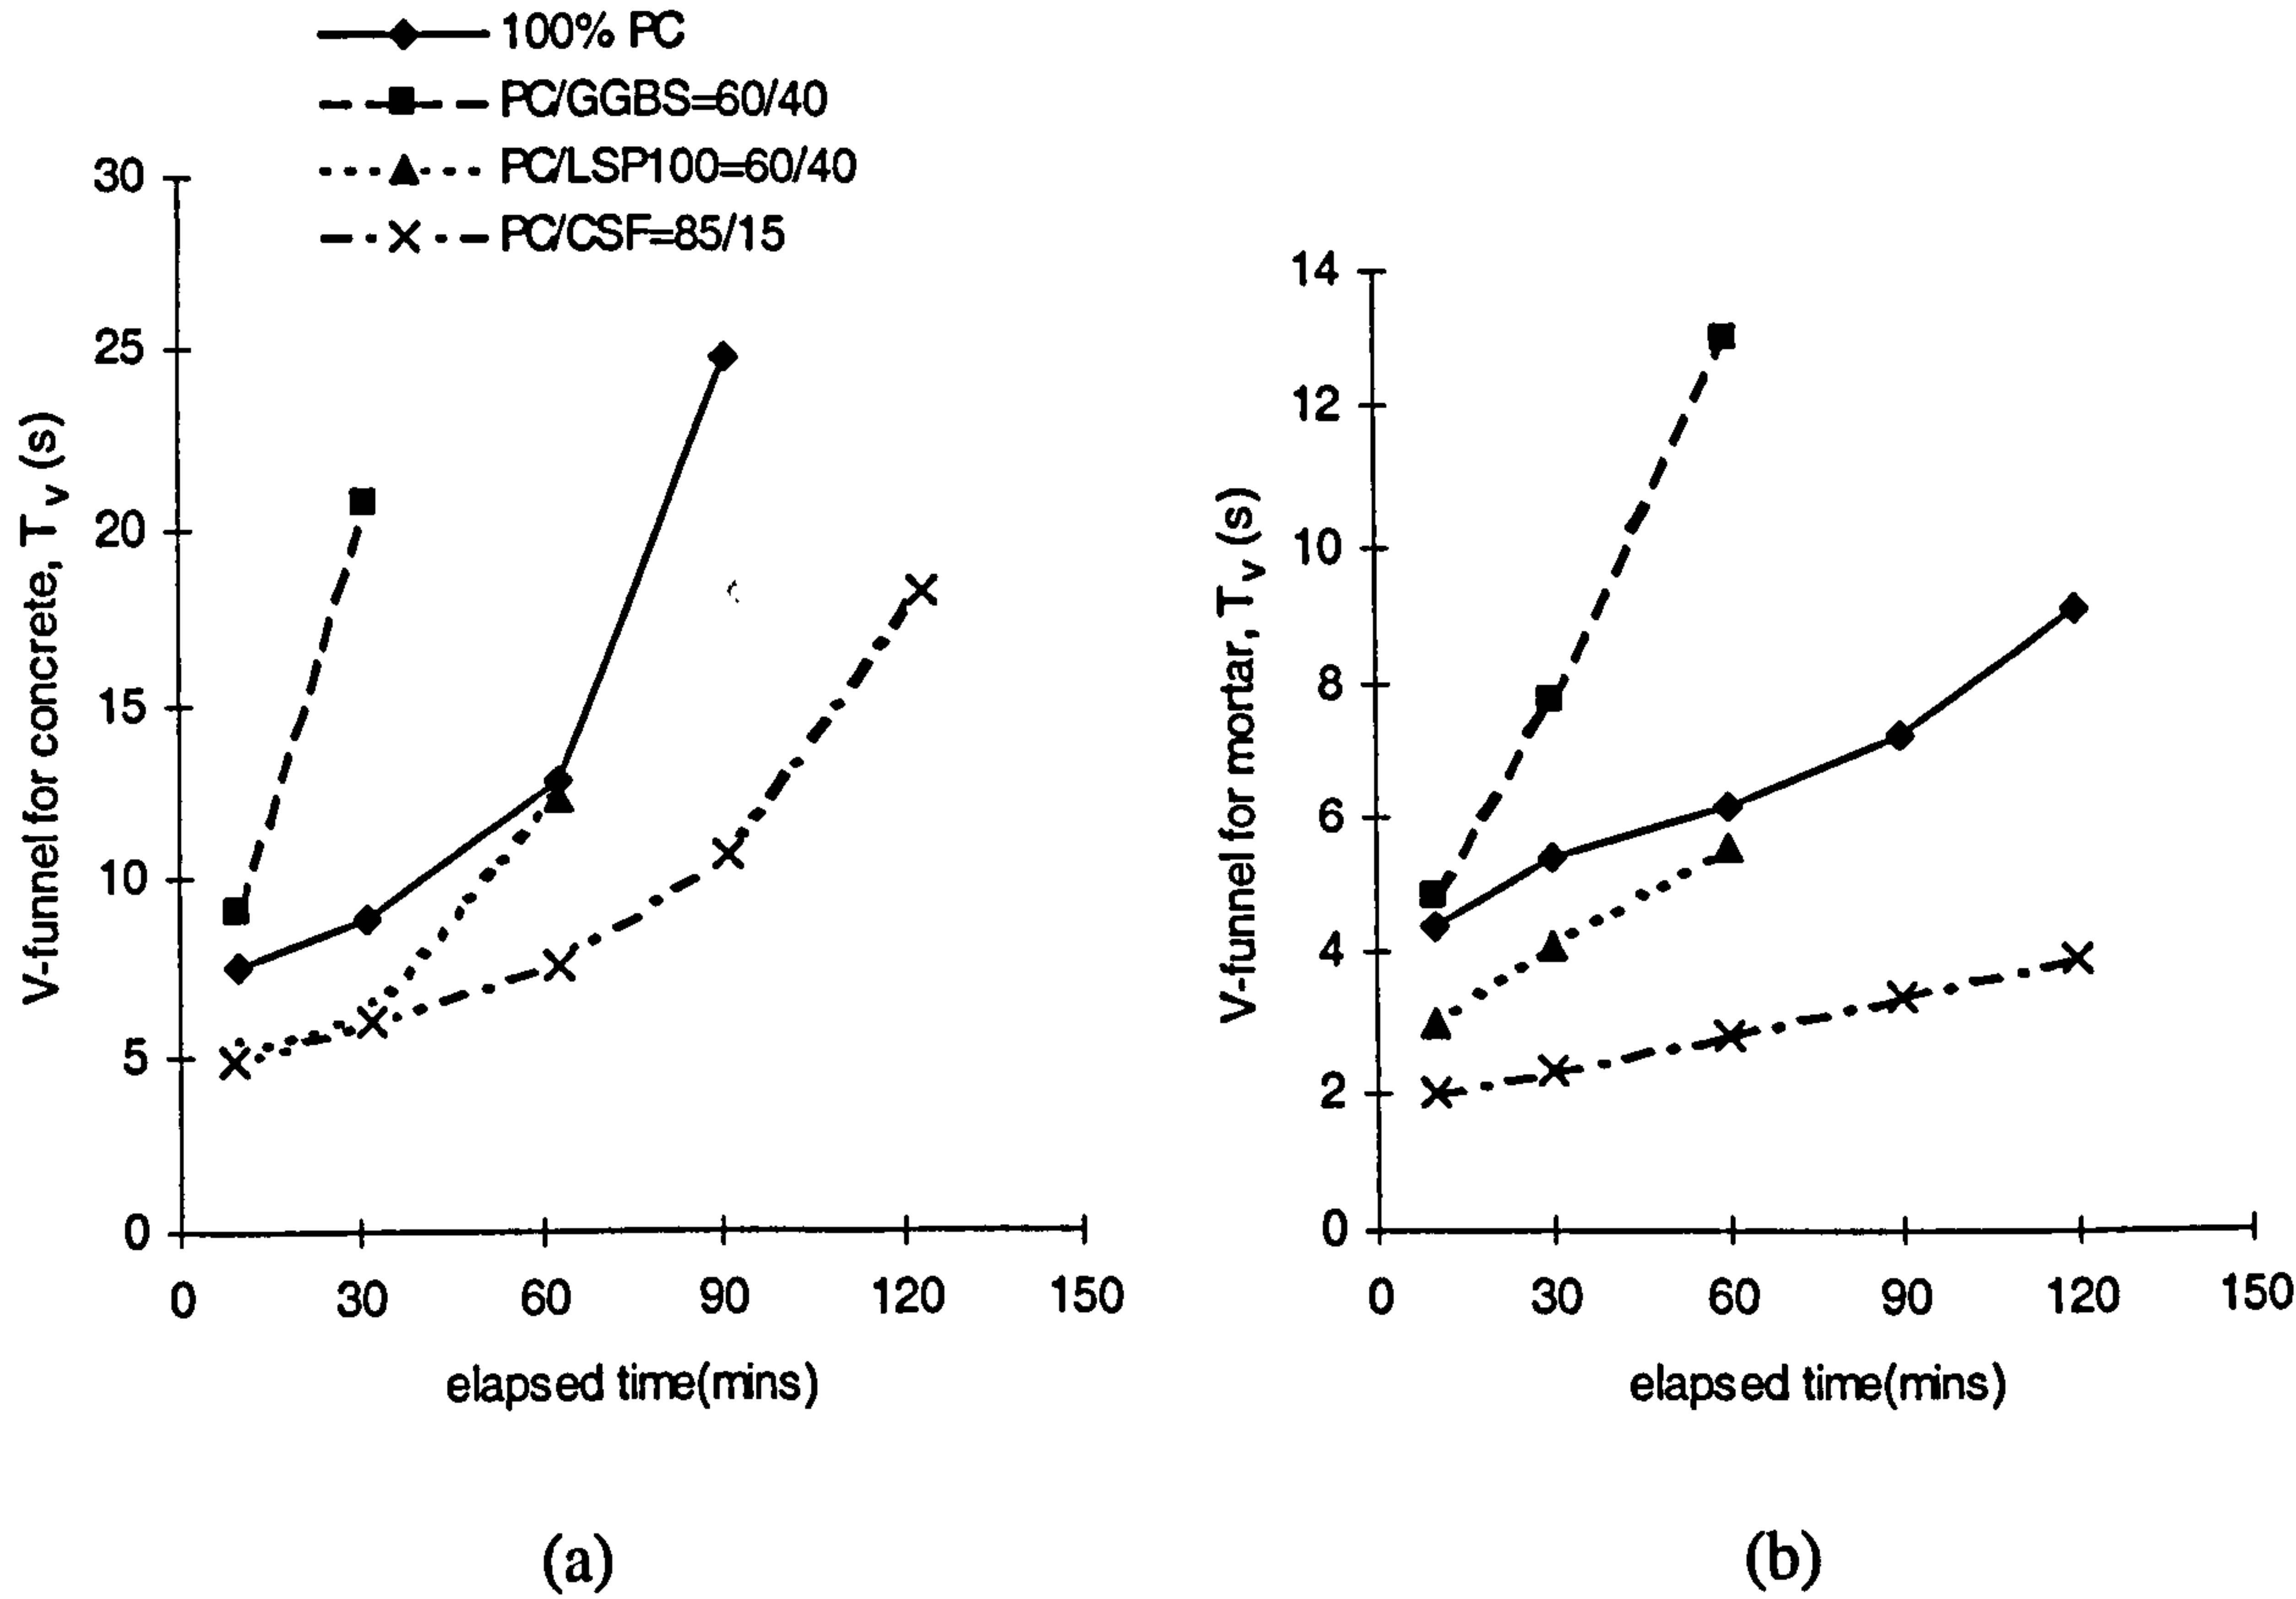 100% PC
PC/GGBS=60/40
PC/LSP100=60/40
PC/CSF=85/15
V-funnel for concrete, Tv (s)
30
25
20
15
10
5
0
0 30 60 90 120 150
elapsed time(mins)
(a)
V-funnel for mortar, Tv (s)
14
12
10
8
6
4
2
0
0 30 60 90 120 150
elapsed time(mins)
(b)